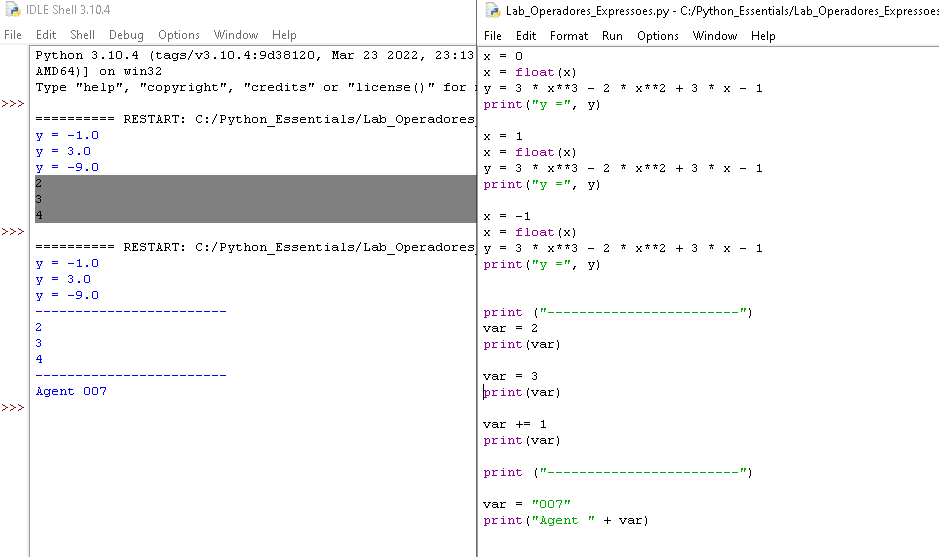 IDLE Shell 3.10.4
File Edit Shell Debug Options Window Help
Python 3.10.4 (tags/v3.10.4:9d38120, Mar 23 2022, 23:13
AMD64)] on win32
Type "help", "copyright", "credits" or "license()" for
>>>
========== RESTART: C:/Python_Essentials/Lab_Operadores_
y = -1.0
y = 3.0
y = -9.0
2
3
4
>>>
========== RESTART: C:/Python_Essentials/Lab_Operadores_
y = -1.0
y = 3.0
y = -9.0
------------------------
2
3
4
------------------------
Agent 007
>>>
Lab_Operadores_Expressoes.py - C:/Python_Essentials/Lab_Operadores_Expressoes
File Edit Format Run Options Window Help
x = 0
x = float(x)
y = 3 * x**3 - 2 * x**2 + 3 * x - 1
print("y =", y)
x = 1
x = float(x)
y = 3 * x**3 - 2 * x**2 + 3 * x - 1
print("y =", y)
x = -1
x = float(x)
y = 3 * x**3 - 2 * x**2 + 3 * x - 1
print("y =", y)
print ("------------------------")
var = 2
print(var)
var = 3
print(var)
var += 1
print(var)
print ("------------------------")
var = "007"
print("Agent " + var)